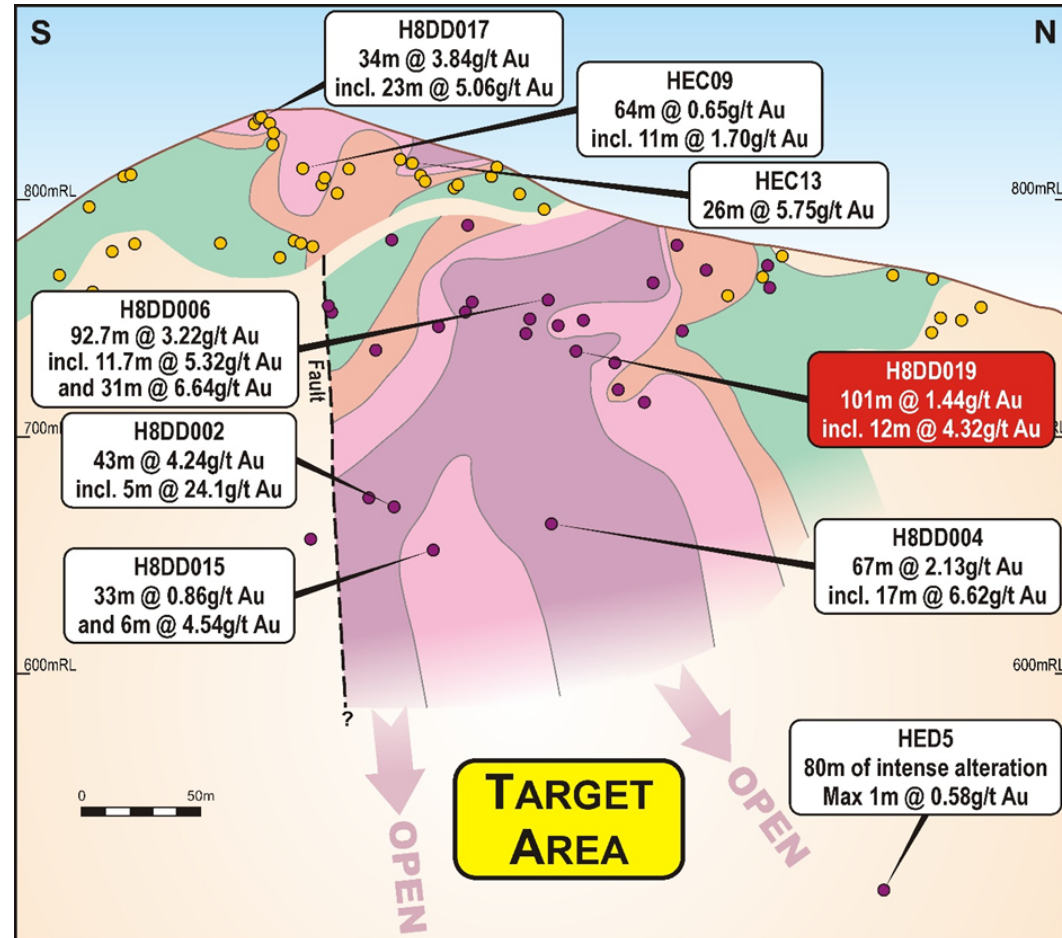 S
N
H8DD017
34m @ 3.84g/t Au
incl. 23m @ 5.06g/t Au
HEC09
64m @ 0.65g/t Au
incl. 11m @ 1.70g/t Au
HEC13
26m @ 5.75g/t Au
800mRL
800mRL
H8DD006
92.7m @ 3.22g/t Au
incl. 11.7m @ 5.32g/t Au
and 31m @ 6.64g/t Au
Fault
H8DD019
101m @ 1.44g/t Au
incl. 12m @ 4.32g/t Au
700mRL
700mRL
H8DD002
43m @ 4.24g/t Au
incl. 5m @ 24.1g/t Au
H8DD015
33m @ 0.86g/t Au
and 6m @ 4.54g/t Au
H8DD004
67m @ 2.13g/t Au
incl. 17m @ 6.62g/t Au
600mRL
600mRL
?
HED5
80m of intense alteration
Max 1m @ 0.58g/t Au
0 50m
TARGET
AREA
OPEN
OPEN